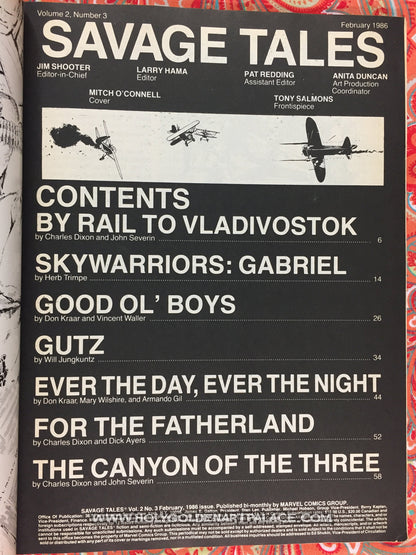 Volume 2, Number 3
February 1986
SAVAGE TALES
JIM SHOOTER
Editor-in-Chief
LARRY HAMA
Editor
PAT REDDING
Assistant Editor
ANITA DUNCAN
Art Production
Coordinator
MITCH O'CONNELL
Cover
TONY SALMONS
Frontispiece
CONTENTS
BY RAIL TO VLADIVOSTOK
by Charles Dixon and John Severin 6
SKYWARRIORS: GABRIEL
by Herb Trimpe 14
GOOD OL' BOYS
by Don Kraar and Vincent Waller 26
GUTZ
by Will Jungkuntz 34
EVER THE DAY, EVER THE NIGHT
by Don Kraar, Mary Wilshire, and Armando Gil 44
FOR THE FATHERLAND
by Charles Dixon and Dick Ayers 52
THE CANYON OF THE THREE
by Charles Dixon and John Severin 58
SAVAGE TALES® Vol. 2 No. 3 February, 1986 issue. Published bi-monthly by MARVEL COMICS GROUP.
WWW.HOLYGOLDENARTPALACE.COM